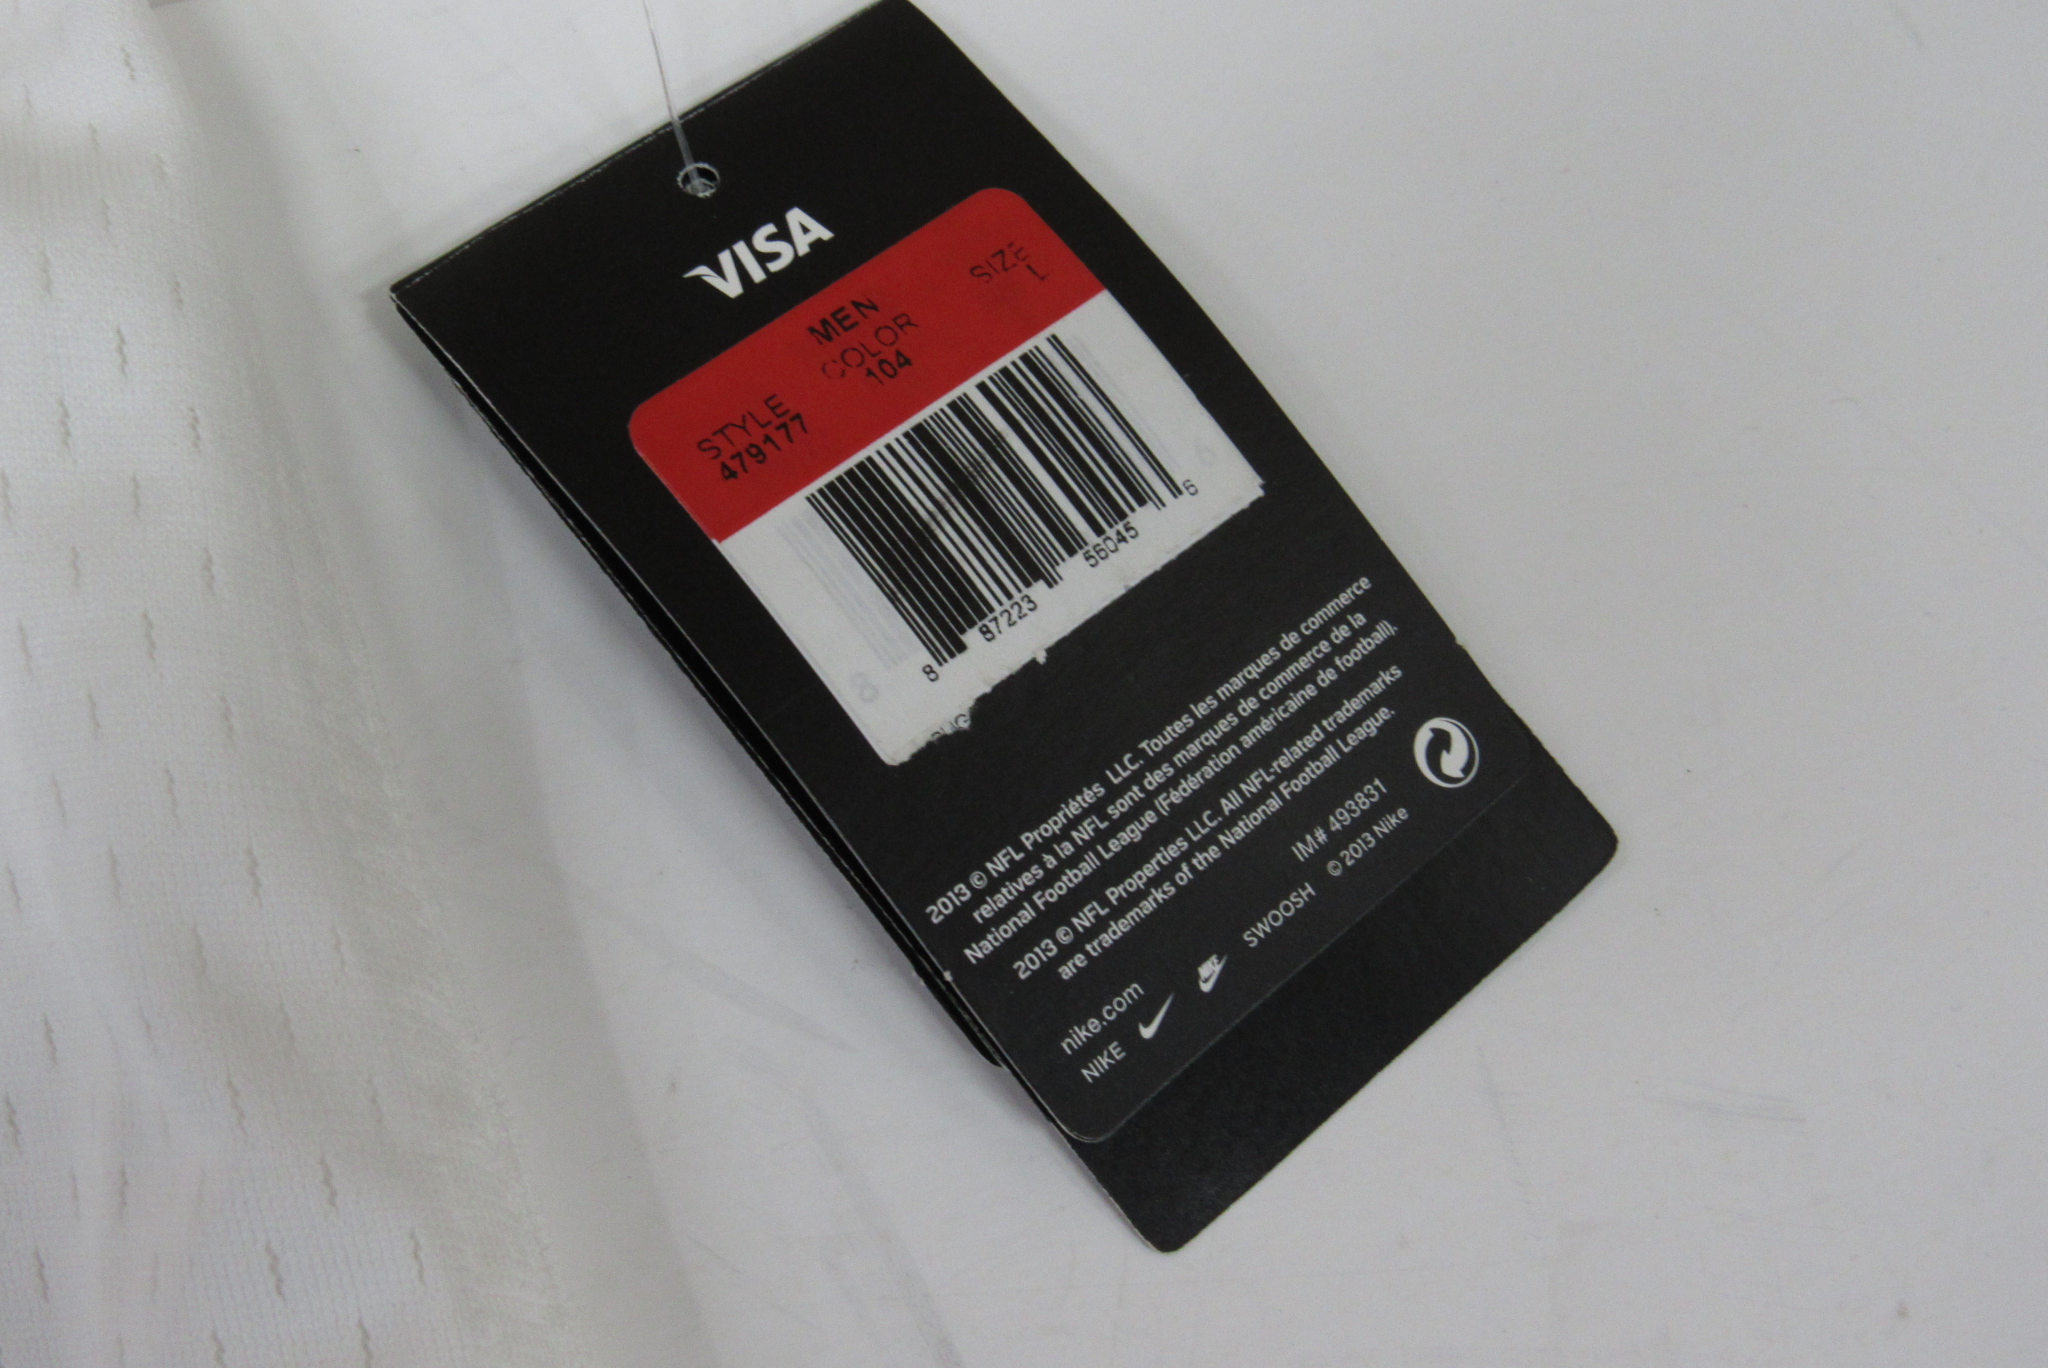 VISA
MEN
STYLE COLOR SIZE
479177 104 L
8 87223 56045 6
8 6
2013 © NFL Propriétés LLC. Toutes les marques de commerce
relatives à la NFL sont des marques de commerce de la
National Football League (Fédération américaine de football).
2013 © NFL Properties LLC. All NFL-related trademarks
are trademarks of the National Football League.
nike.com IM# 493831
NIKE NIKE SWOOSH © 2013 Nike